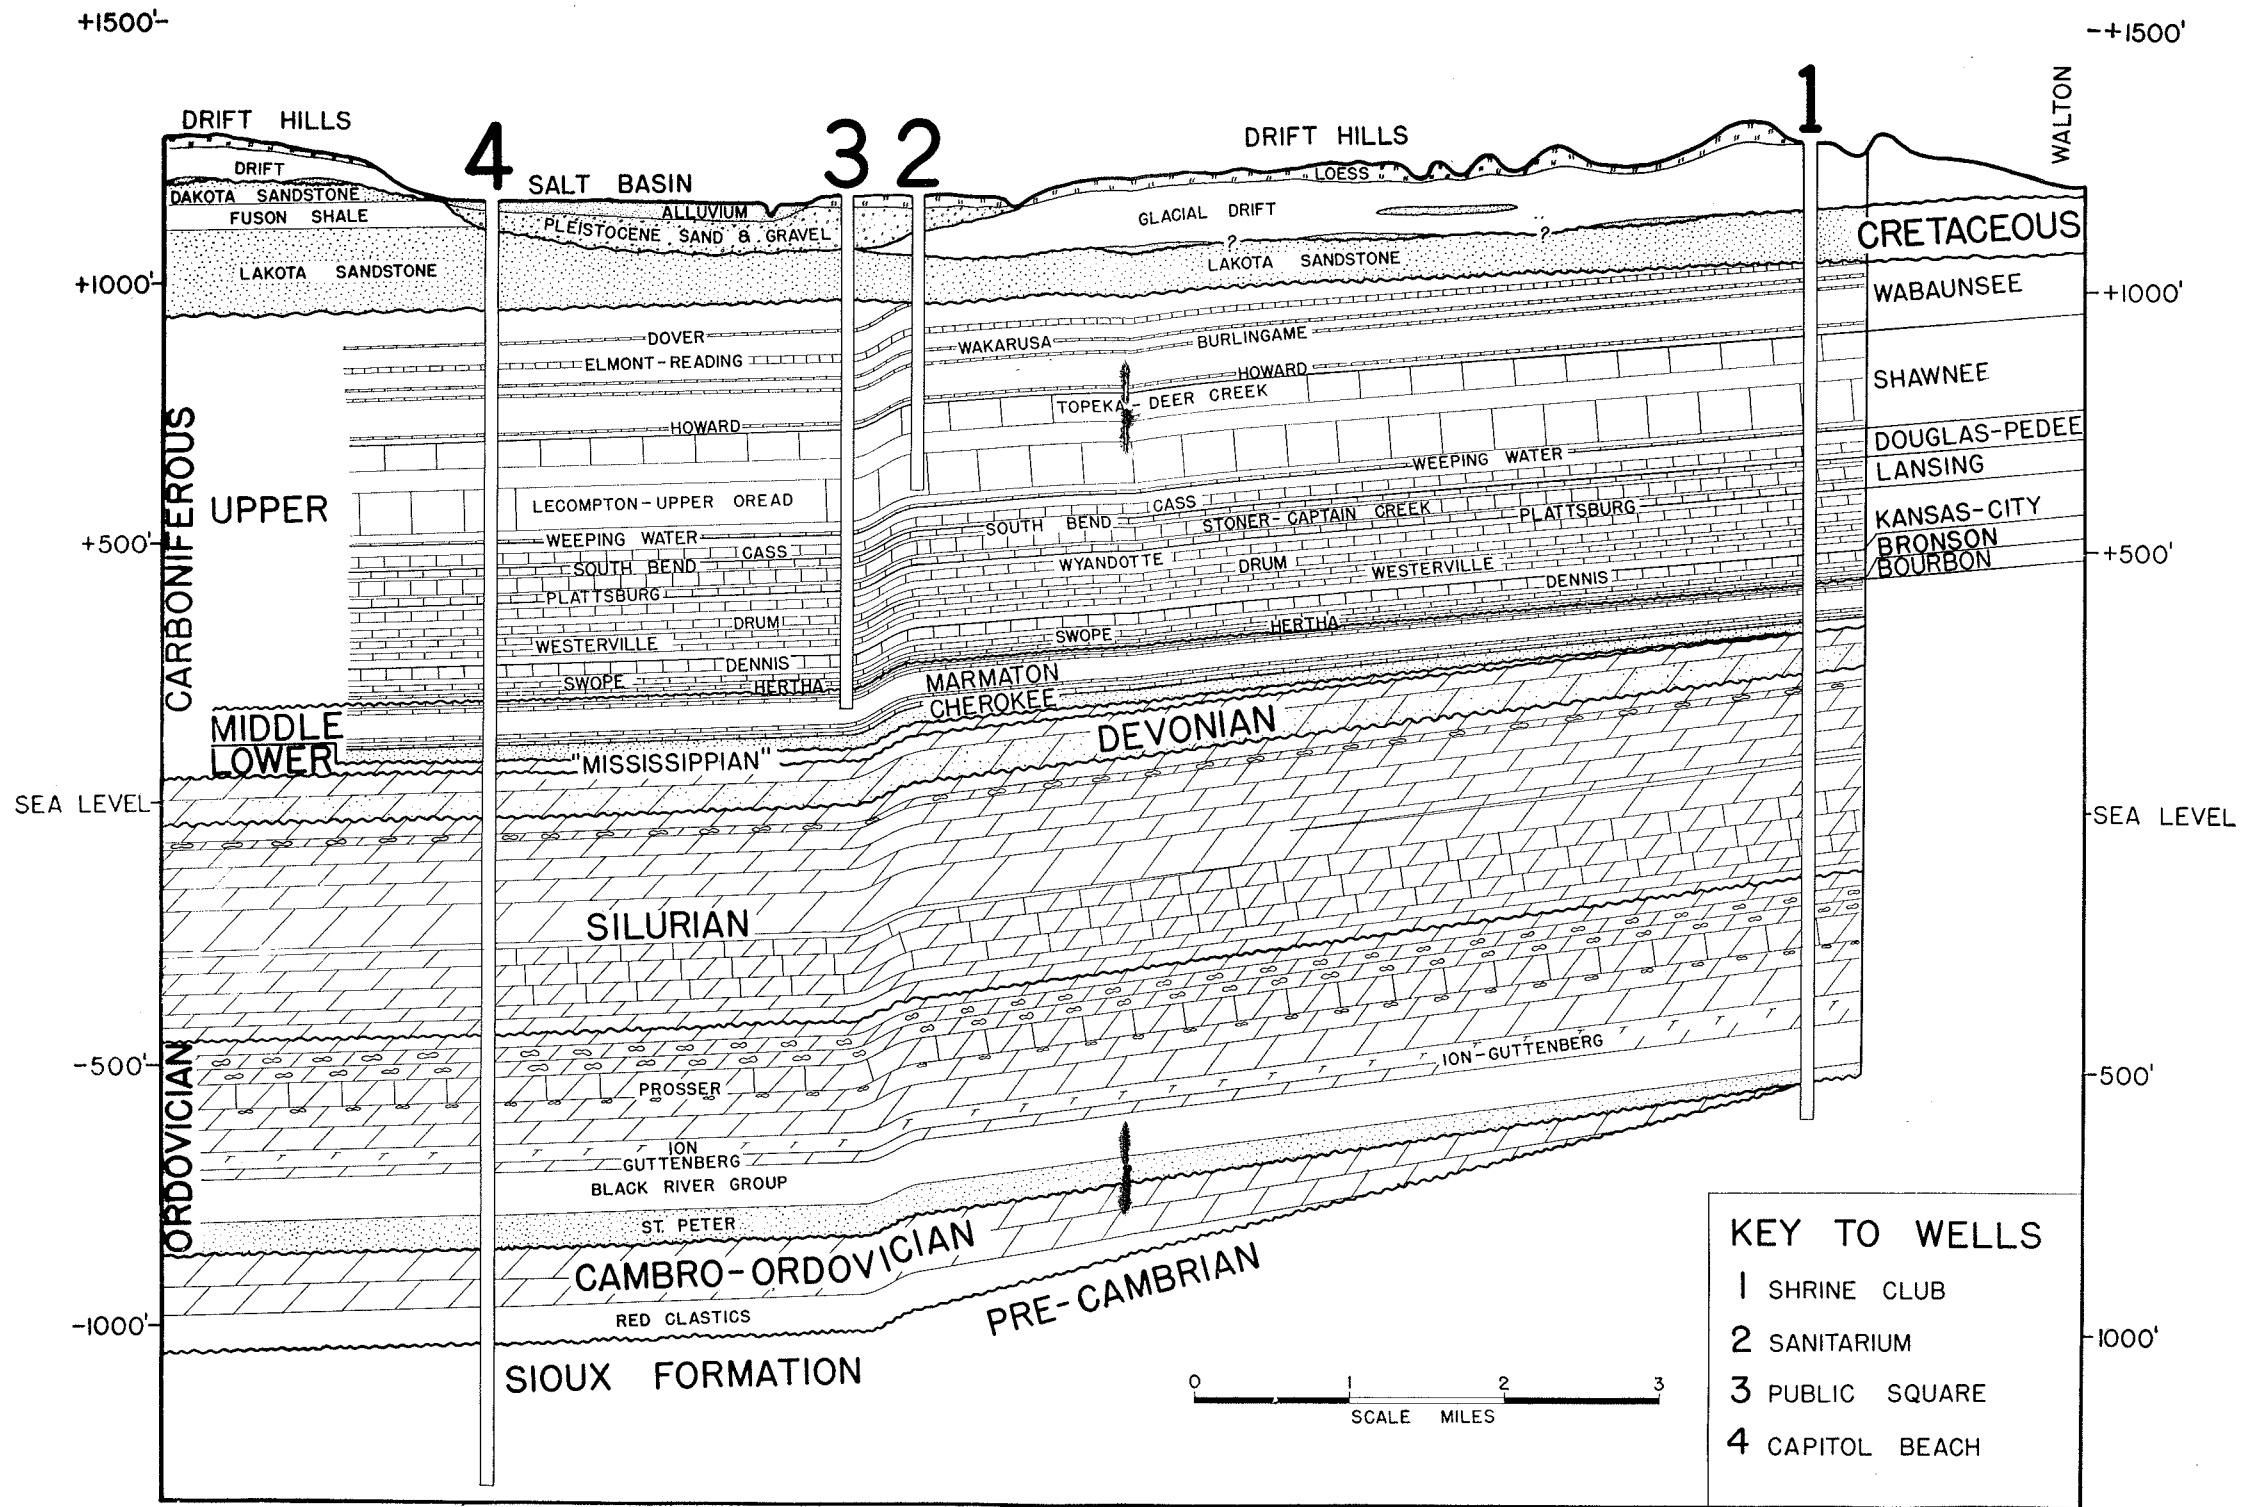 +1500'
-+1500'
WALTON
1
DRIFT HILLS
4
3
2
DRIFT HILLS
DRIFT
LOESS
SALT BASIN
DAKOTA SANDSTONE
ALLUVIUM
GLACIAL DRIFT
FUSON SHALE
PLEISTOCENE SAND & GRAVEL
CRETACEOUS
?
?
LAKOTA SANDSTONE
LAKOTA SANDSTONE
+1000'
+1000'
WABAUNSEE
DOVER
WAKARUSA
BURLINGAME
ELMONT-READING
HOWARD
SHAWNEE
TOPEKA-DEER CREEK
HOWARD
DOUGLAS-PEDEE
WEEPING WATER
LANSING
CARBONIFEROUS
UPPER
LECOMPTON-UPPER OREAD
CASS
STONER-CAPTAIN CREEK
PLATTSBURG
KANSAS-CITY
SOUTH BEND
+500'
WEEPING WATER
BRONSON
+500'
CASS
BOURBON
SOUTH BEND
WYANDOTTE
DRUM
WESTERVILLE
DENNIS
PLATTSBURG
DRUM
HERTHA
WESTERVILLE
SWOPE
DENNIS
SWOPE
HERTHA
MARMATON
CHEROKEE
MIDDLE
LOWER
"MISSISSIPPIAN"
DEVONIAN
SEA LEVEL
SEA LEVEL
SILURIAN
ORDOVICIAN
-500'
-500'
ION-GUTTENBERG
PROSSER
ION
GUTTENBERG
BLACK RIVER GROUP
ST. PETER
CAMBRO-ORDOVICIAN
RED CLASTICS
PRE-CAMBRIAN
-1000'
-1000'
SIOUX FORMATION
0 1 2 3
SCALE MILES
KEY TO WELLS
1 SHRINE CLUB
2 SANITARIUM
3 PUBLIC SQUARE
4 CAPITOL BEACH